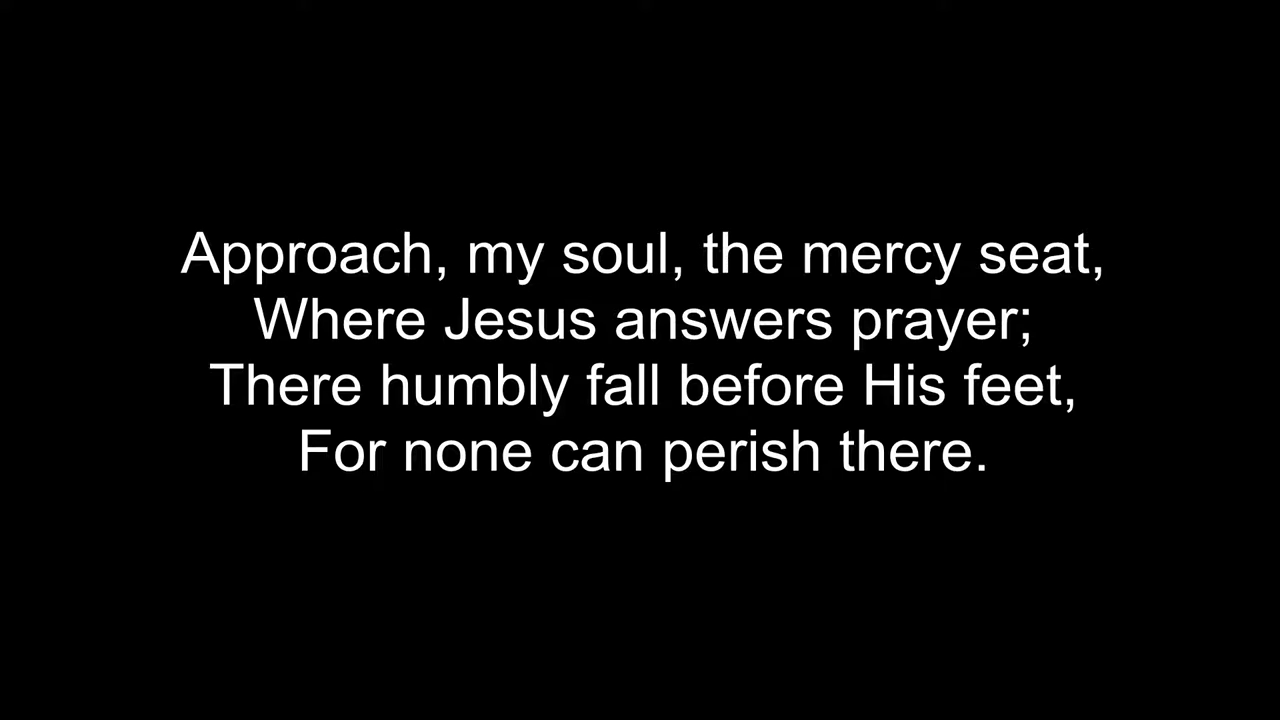 Approach, my soul, the mercy seat,
Where Jesus answers prayer;
There humbly fall before His feet,
For none can perish there.